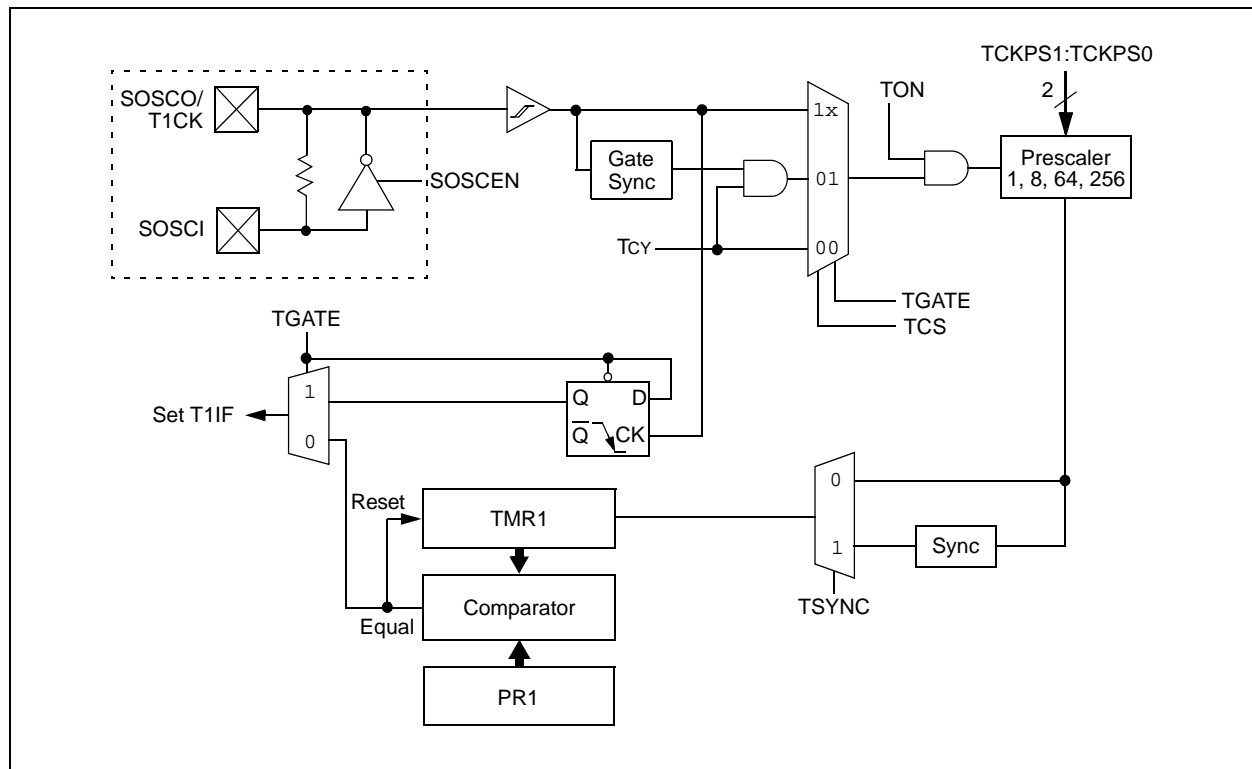 TCKPS1:TCKPS0
2
SOSCO/
T1CK
TON
1x
Gate
Sync
Prescaler
1, 8, 64, 256
SOSCEN
01
SOSCI
TCY
00
TGATE
TCS
TGATE
1
Q
D
Set T1IF
0
Q
CK
Reset
TMR1
0
1
Sync
Comparator
TSYNC
Equal
PR1